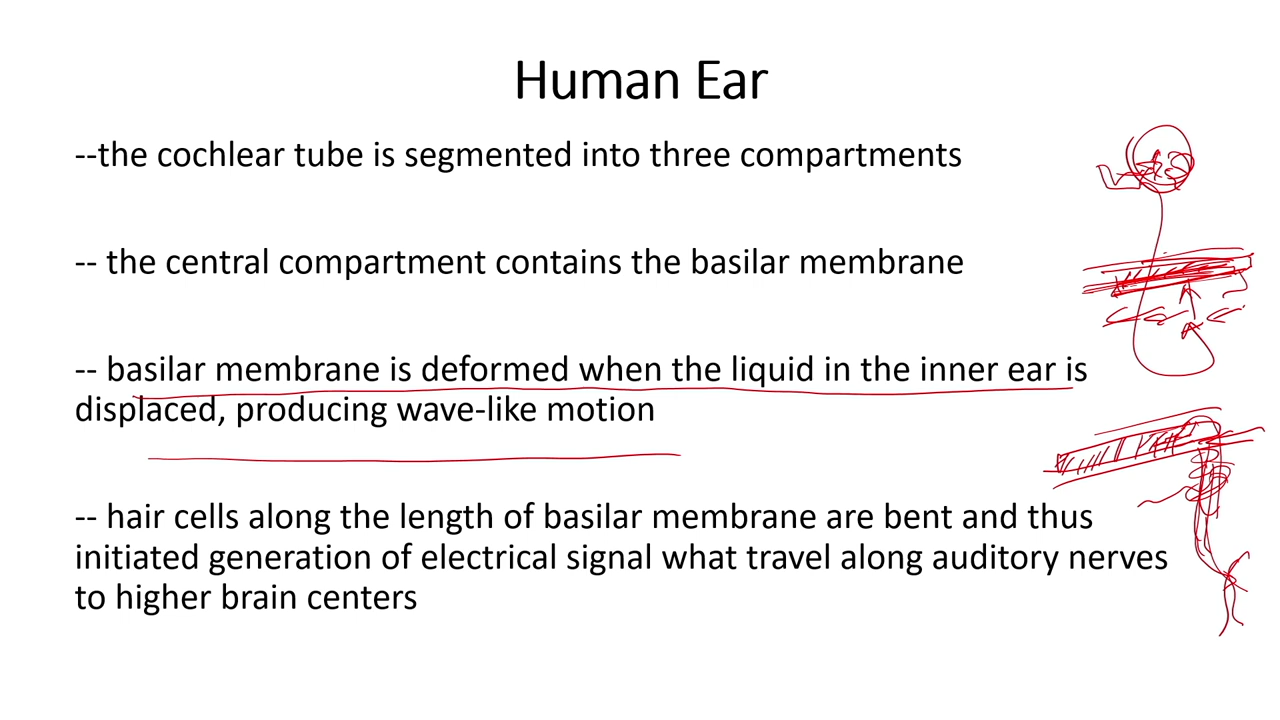 Human Ear
--the cochlear tube is segmented into three compartments
-- the central compartment contains the basilar membrane
-- basilar membrane is deformed when the liquid in the inner ear is
displaced, producing wave-like motion
-- hair cells along the length of basilar membrane are bent and thus
initiated generation of electrical signal what travel along auditory nerves
to higher brain centers